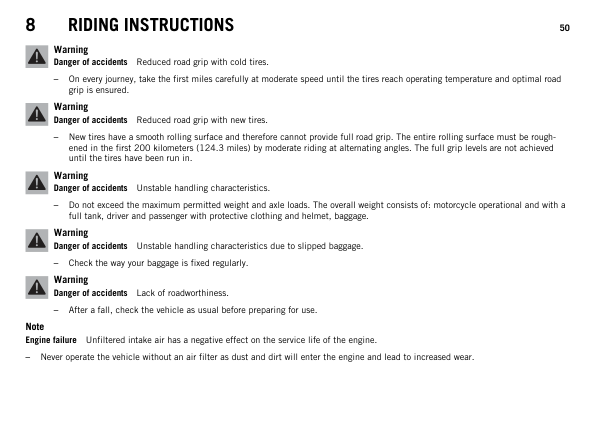 8 RIDING INSTRUCTIONS 50
Warning
Danger of accidents Reduced road grip with cold tires.
– On every journey, take the first miles carefully at moderate speed until the tires reach operating temperature and optimal road
grip is ensured.
Warning
Danger of accidents Reduced road grip with new tires.
– New tires have a smooth rolling surface and therefore cannot provide full road grip. The entire rolling surface must be rough-
ened in the first 200 kilometers (124.3 miles) by moderate riding at alternating angles. The full grip levels are not achieved
until the tires have been run in.
Warning
Danger of accidents Unstable handling characteristics.
– Do not exceed the maximum permitted weight and axle loads. The overall weight consists of: motorcycle operational and with a
full tank, driver and passenger with protective clothing and helmet, baggage.
Warning
Danger of accidents Unstable handling characteristics due to slipped baggage.
– Check the way your baggage is fixed regularly.
Warning
Danger of accidents Lack of roadworthiness.
– After a fall, check the vehicle as usual before preparing for use.
Note
Engine failure Unfiltered intake air has a negative effect on the service life of the engine.
– Never operate the vehicle without an air filter as dust and dirt will enter the engine and lead to increased wear.